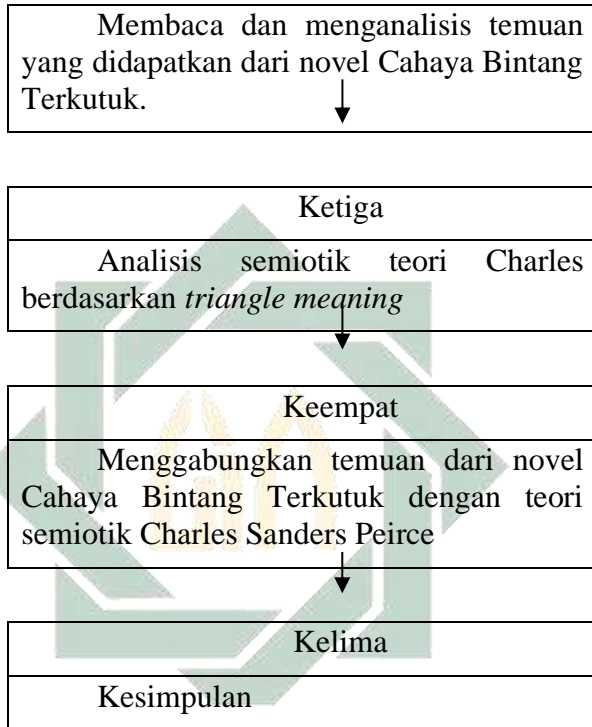 Membaca dan menganalisis temuan
yang didapatkan dari novel Cahaya Bintang
Terkutuk.
Ketiga
Analisis semiotik teori Charles
berdasarkan triangle meaning
Keempat
Menggabungkan temuan dari novel
Cahaya Bintang Terkutuk dengan teori
semiotik Charles Sanders Peirce
Kelima
Kesimpulan